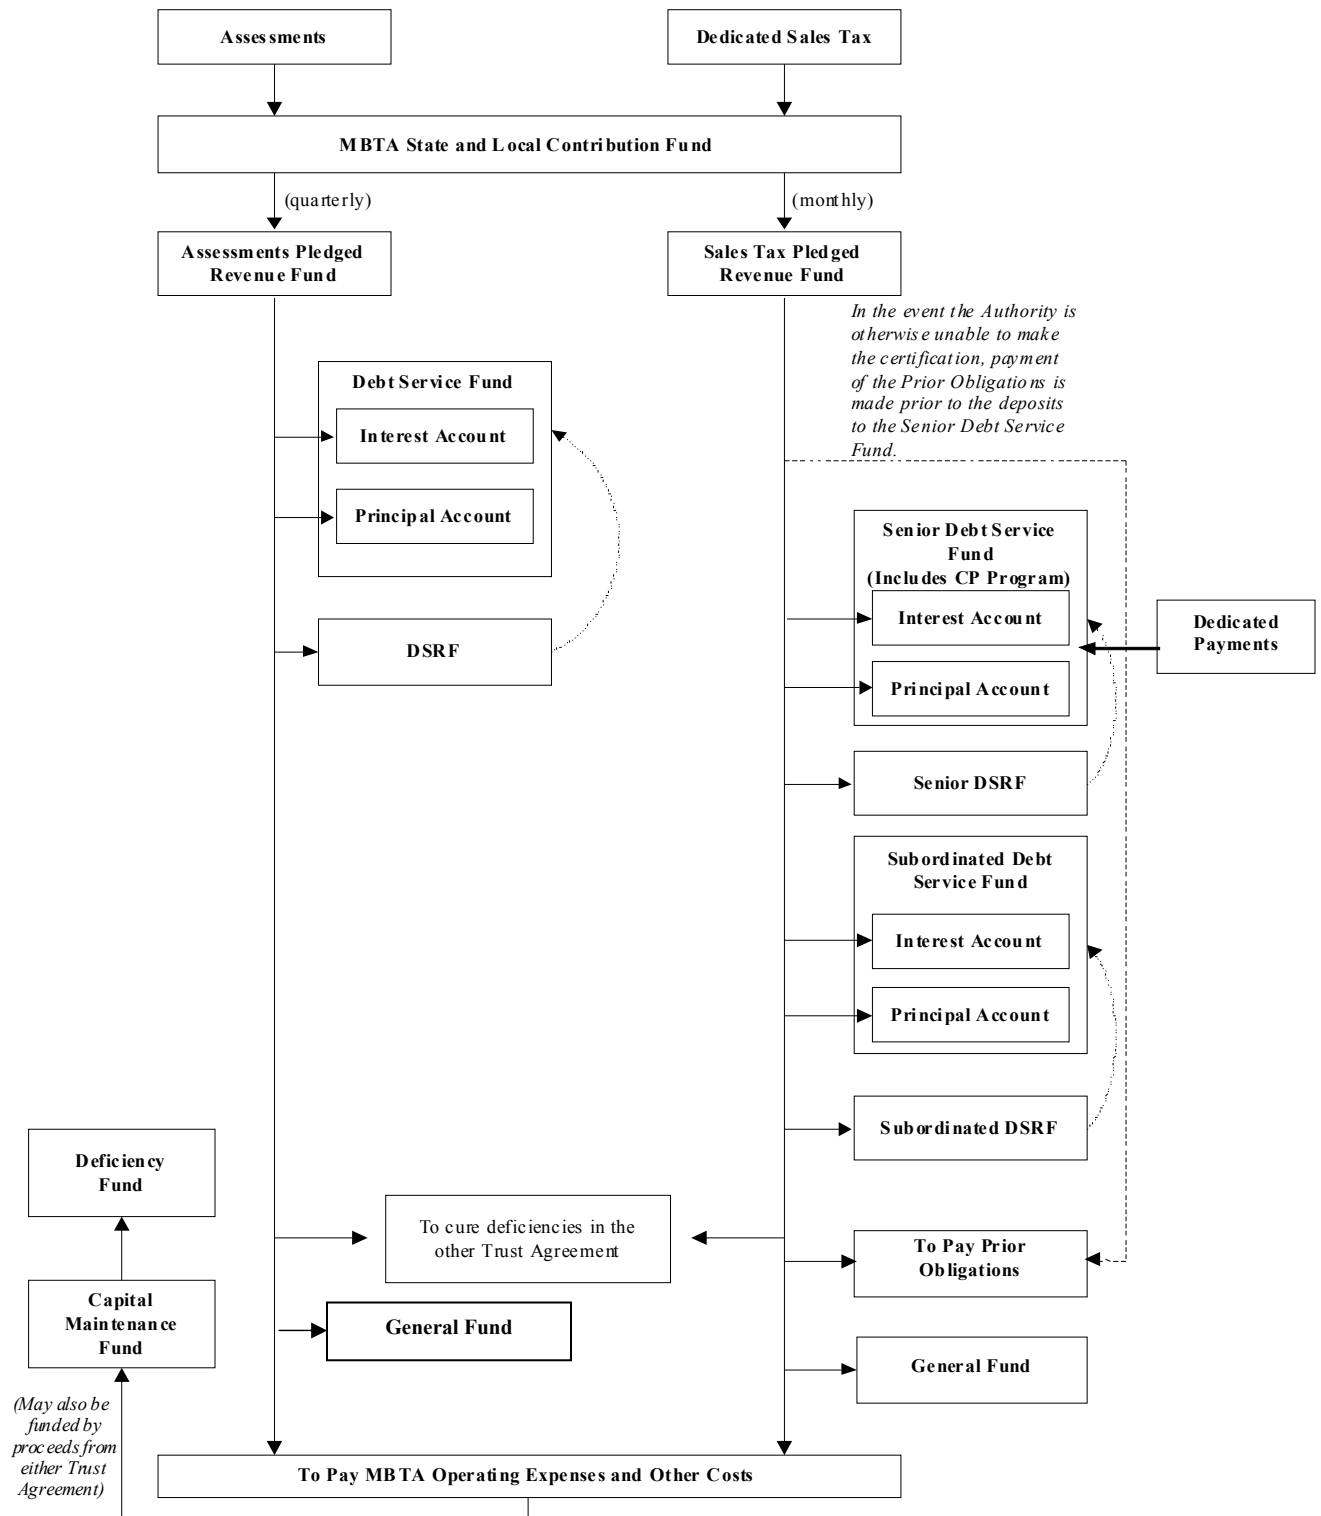 Assessments
Dedicated Sales Tax
MBTA State and Local Contribution Fund
(quarterly)
(monthly)
Assessments Pledged
Revenue Fund
Sales Tax Pledged
Revenue Fund
In the event the Authority is
otherwise unable to make
the certification, payment
of the Prior Obligations is
made prior to the deposits
to the Senior Debt Service
Fund.
Debt Service Fund
Interest Account
Principal Account
DSRF
Senior Debt Service
Fund
(Includes CP Program)
Interest Account
Principal Account
Dedicated
Payments
Senior DSRF
Subordinated Debt
Service Fund
Interest Account
Principal Account
Subordinated DSRF
Deficiency
Fund
To cure deficiencies in the
other Trust Agreement
To Pay Prior
Obligations
Capital
Maintenance
Fund
General Fund
General Fund
(May also be
funded by
proceeds from
either Trust
Agreement)
To Pay MBTA Operating Expenses and Other Costs